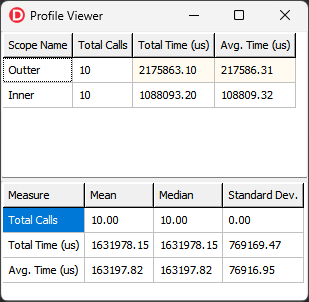 Profile Viewer
Scope Name Total Calls Total Time (us) Avg. Time (us)
Outter 10 2175863.10 217586.31
Inner 10 1088093.20 108809.32
Measure Mean Median Standard Dev.
Total Calls 10.00 10.00 0.00
Total Time (us) 1631978.15 1631978.15 769169.47
Avg. Time (us) 163197.82 163197.82 76916.95